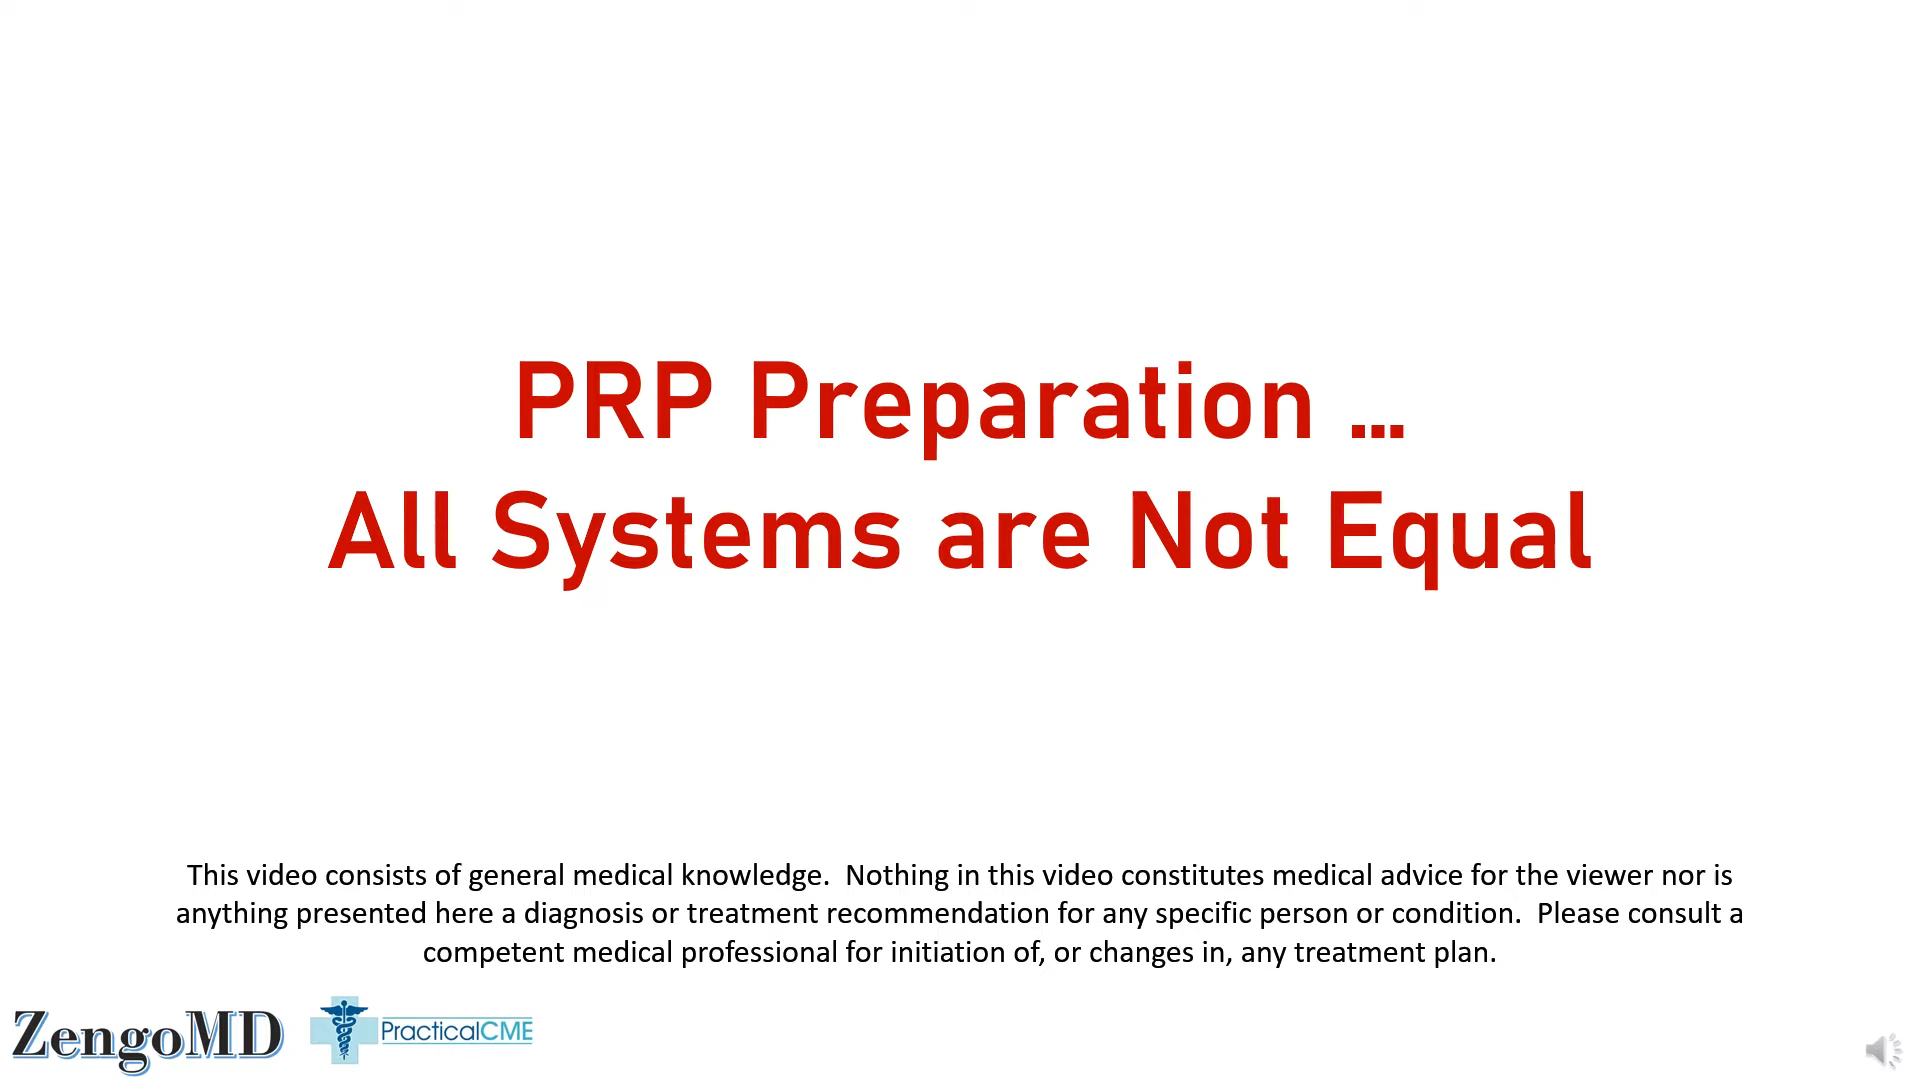 PRP Preparation ...
All Systems are Not Equal
This video consists of general medical knowledge.  Nothing in this video constitutes medical advice for the viewer nor is
anything presented here a diagnosis or treatment recommendation for any specific person or condition.  Please consult a
competent medical professional for initiation of, or changes in, any treatment plan.
ZengoMD
PracticalCME